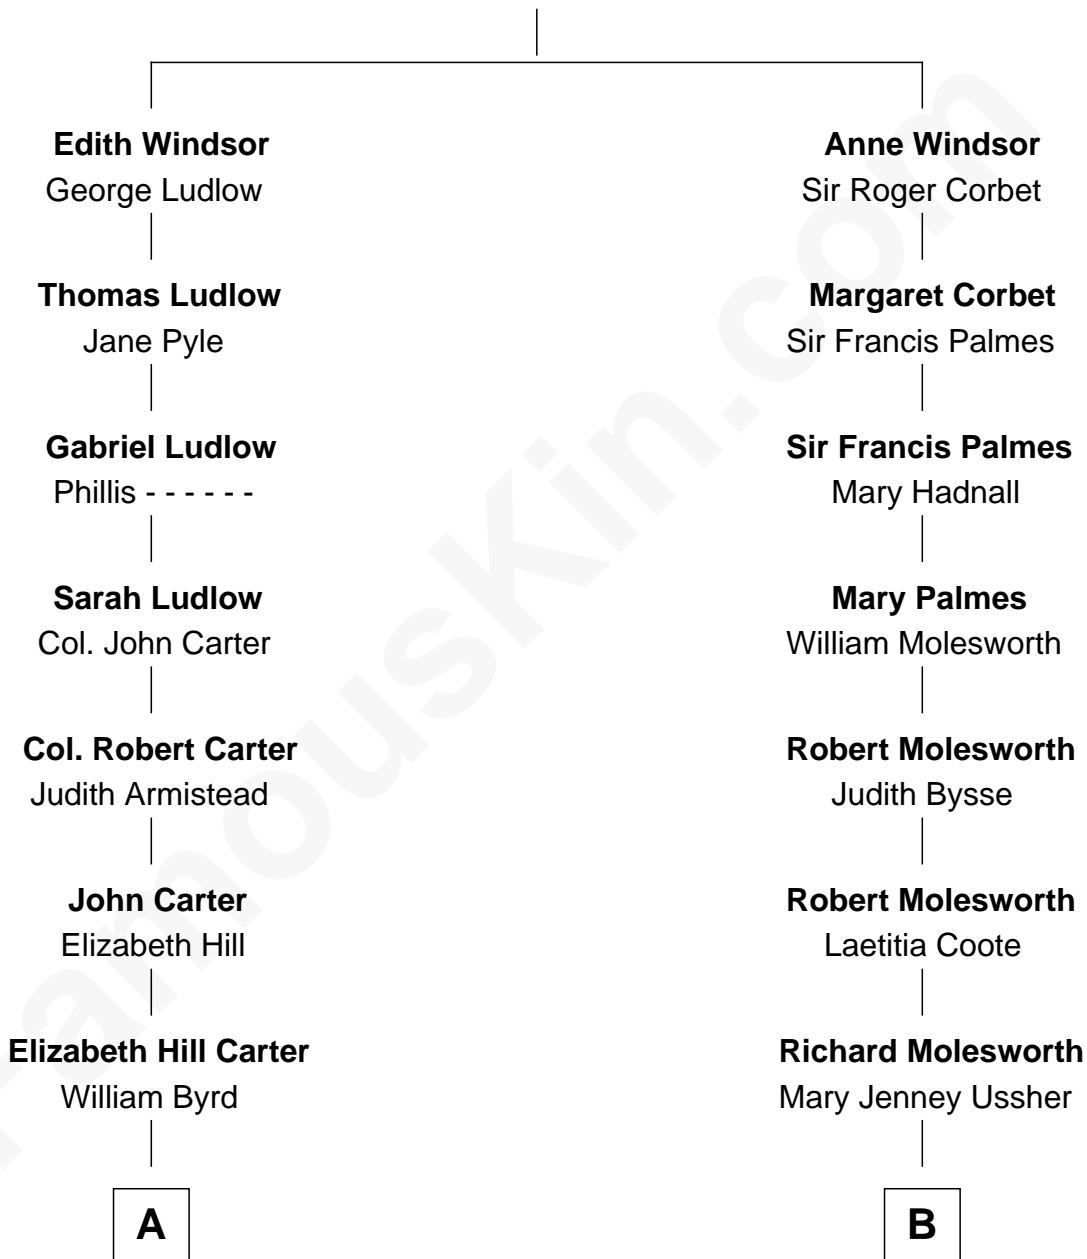 Edith Windsor
George Ludlow
Thomas Ludlow
Jane Pyle
Gabriel Ludlow
Phillis - - - - - -
Sarah Ludlow
Col. John Carter
Col. Robert Carter
Judith Armistead
John Carter
Elizabeth Hill
Elizabeth Hill Carter
William Byrd
A
Anne Windsor
Sir Roger Corbet
Margaret Corbet
Sir Francis Palmes
Sir Francis Palmes
Mary Hadnall
Mary Palmes
William Molesworth
Robert Molesworth
Judith Bysse
Robert Molesworth
Laetitia Coote
Richard Molesworth
Mary Jenney Ussher
B
FamousKin.com